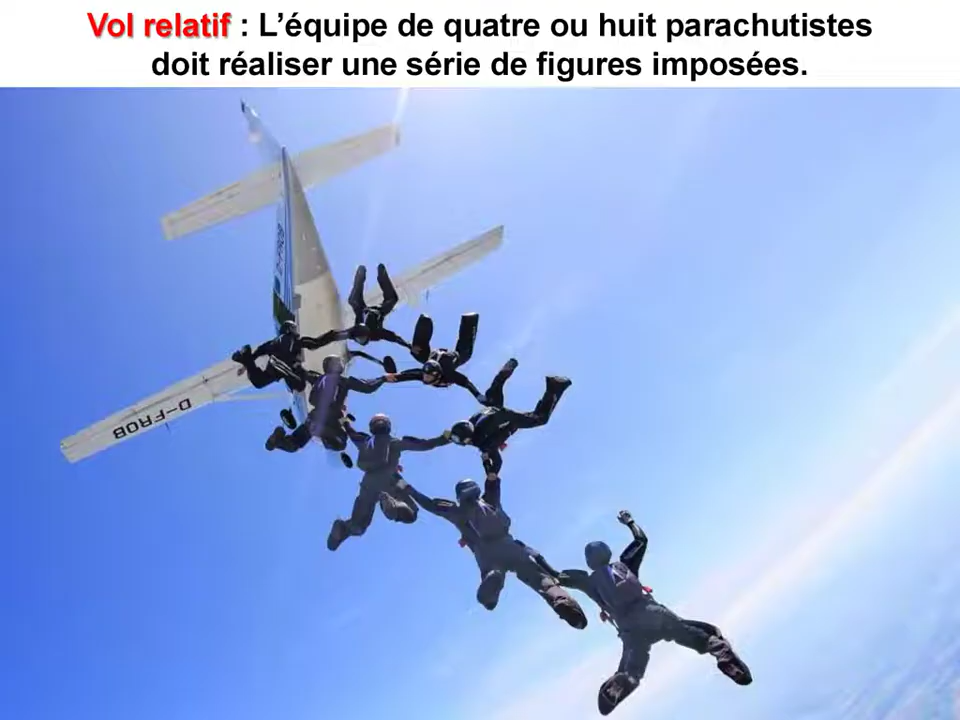 Vol relatif : L’équipe de quatre ou huit parachutistes
doit réaliser une série de figures imposées.
D-FROB